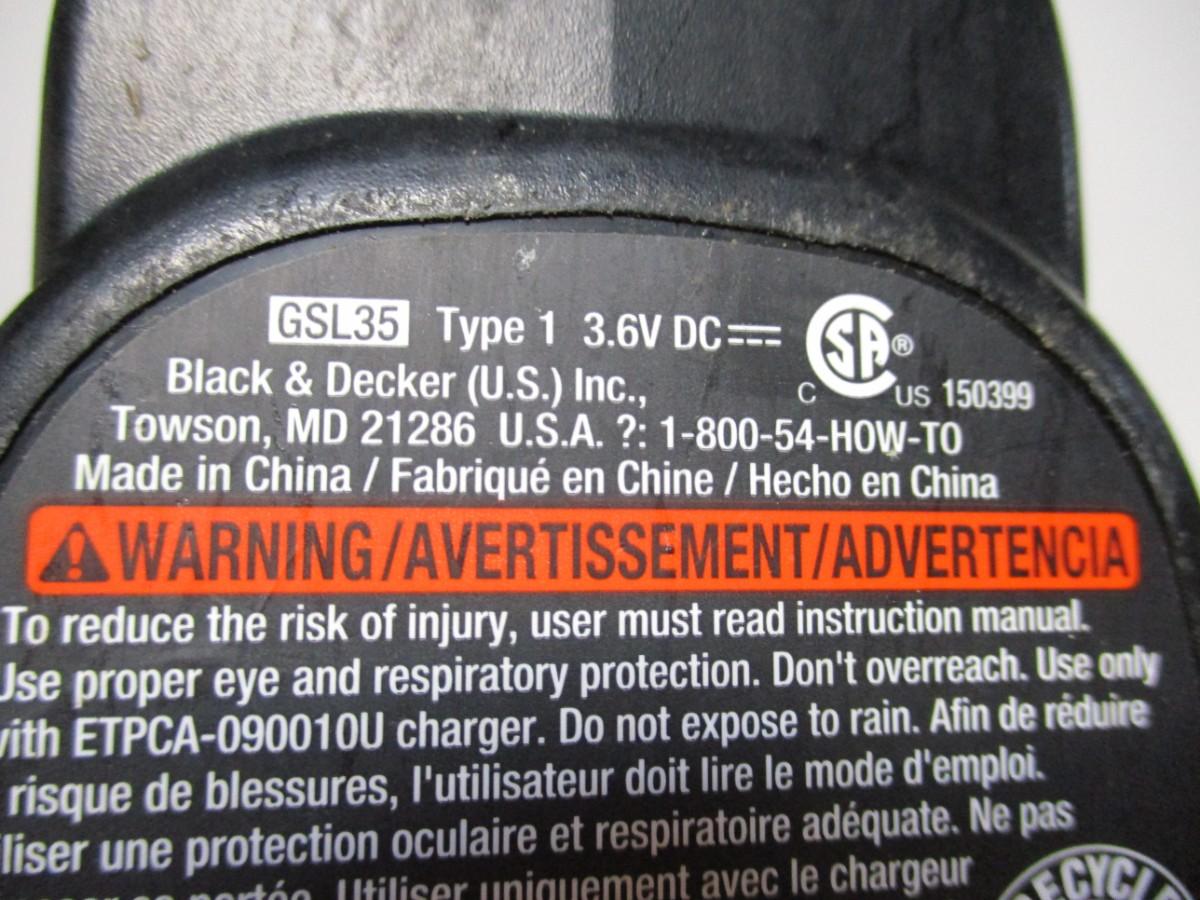 GSL35 Type 1 3.6V DC
CSA® C US 150399
Black & Decker (U.S.) Inc.,
Towson, MD 21286 U.S.A. ?: 1-800-54-HOW-TO
Made in China / Fabriqué en Chine / Hecho en China
WARNING/AVERTISSEMENT/ADVERTENCIA
To reduce the risk of injury, user must read instruction manual.
Use proper eye and respiratory protection. Don't overreach. Use only
with ETPCA-090010U charger. Do not expose to rain. Afin de réduire
risque de blessures, l'utilisateur doit lire le mode d'emploi.
une protection oculaire et respiratoire adéquate. Ne pas
sa portée. Utiliser uniquement avec le chargeur